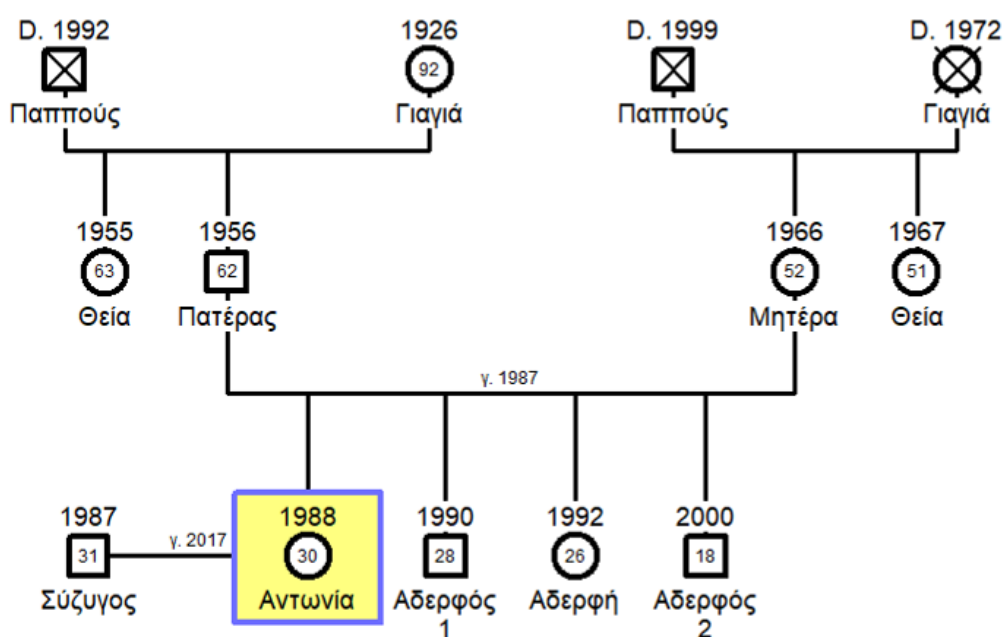 D. 1992 1926 D. 1999 D. 1972
92
Παππούς Γιαγιά Παππούς Γιαγιά
1955 1956 1966 1967
63 62 52 51
Θεία Πατέρας Μητέρα Θεία
γ. 1987
1987 1988 1990 1992 2000
γ. 2017
31 30 28 26 18
Σύζυγος Αντωνία Αδερφός Αδερφή Αδερφός
1 2